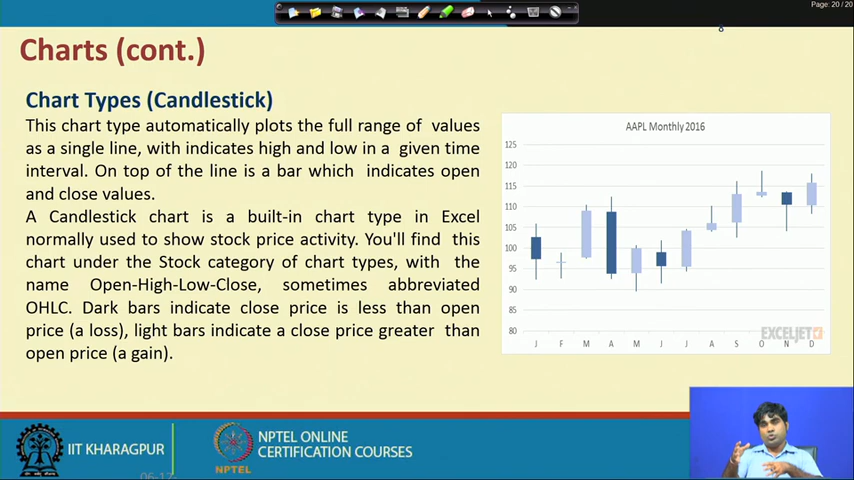 Page: 20 / 20
Charts (cont.)
Chart Types (Candlestick)
This chart type automatically plots the full range of values
as a single line, with indicates high and low in a given time
interval. On top of the line is a bar which indicates open
and close values.
A Candlestick chart is a built-in chart type in Excel
normally used to show stock price activity. You'll find this
chart under the Stock category of chart types, with the
name Open-High-Low-Close, sometimes abbreviated
OHLC. Dark bars indicate close price is less than open
price (a loss), light bars indicate a close price greater than
open price (a gain).
AAPL Monthly 2016
125
120
115
110
105
100
95
90
85
80
J F M A M J J A S O N D
EXCELJET
IIT KHARAGPUR
NPTEL
NPTEL ONLINE
CERTIFICATION COURSES